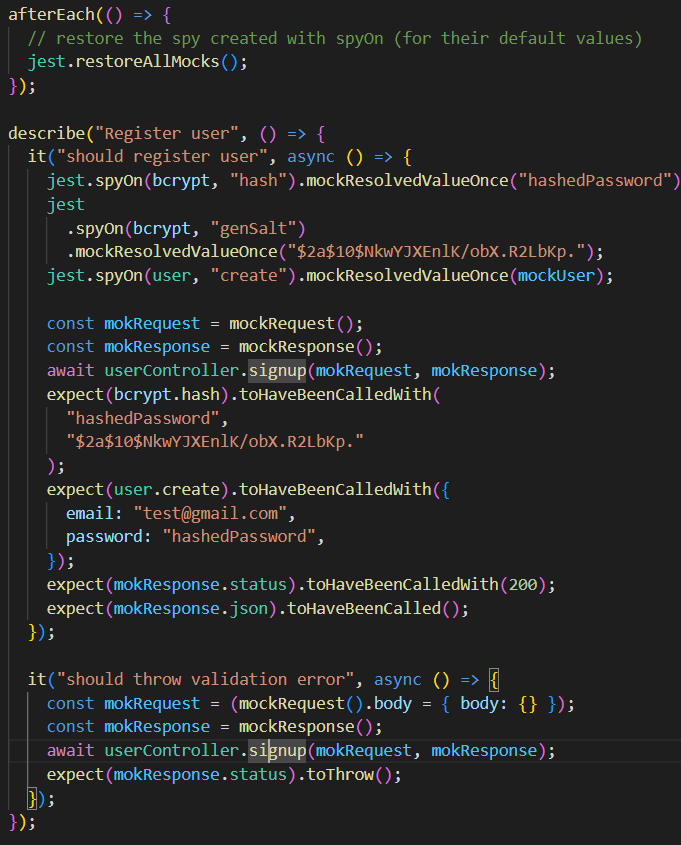 afterEach(() => {
  // restore the spy created with spyOn (for their default values)
  jest.restoreAllMocks();
});

describe("Register user", () => {
  it("should register user", async () => {
    jest.spyOn(bcrypt, "hash").mockResolvedValueOnce("hashedPassword")
    jest
      .spyOn(bcrypt, "genSalt")
      .mockResolvedValueOnce("$2a$10$NkwYJXEnlK/obX.R2LbKp.");
    jest.spyOn(user, "create").mockResolvedValueOnce(mockUser);

    const mokRequest = mockRequest();
    const mokResponse = mockResponse();
    await userController.signup(mokRequest, mokResponse);
    expect(bcrypt.hash).toHaveBeenCalledWith(
      "hashedPassword",
      "$2a$10$NkwYJXEnlK/obX.R2LbKp."
    );
    expect(user.create).toHaveBeenCalledWith({
      email: "test@gmail.com",
      password: "hashedPassword",
    });
    expect(mokResponse.status).toHaveBeenCalledWith(200);
    expect(mokResponse.json).toHaveBeenCalled();
  });

  it("should throw validation error", async () => {
    const mokRequest = (mockRequest().body = { body: {} });
    const mokResponse = mockResponse();
    await userController.signup(mokRequest, mokResponse);
    expect(mokResponse.status).toThrow();
  });
});